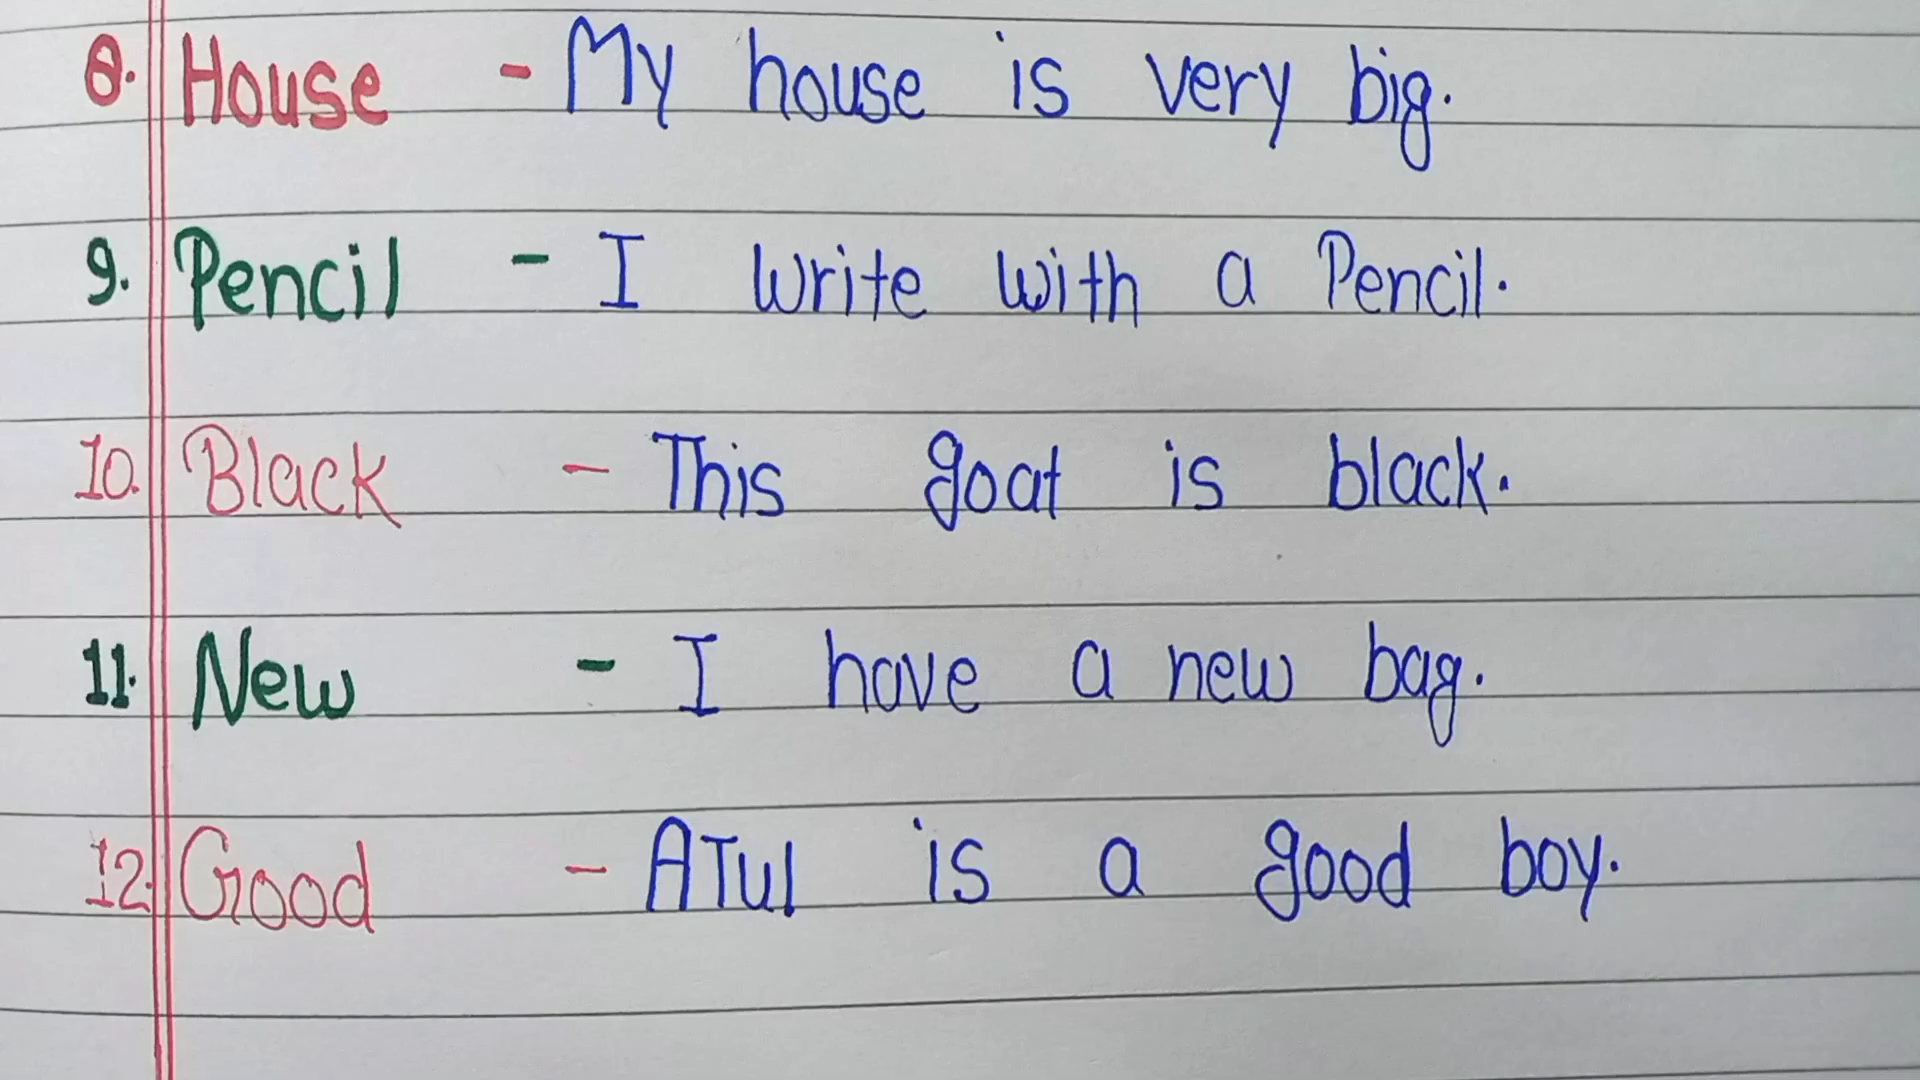 8. House - My house is very big.
9. Pencil - I write with a Pencil.
10. Black - This goat is black.
11. New - I have a new bag.
12. Good - ATul is a good boy.